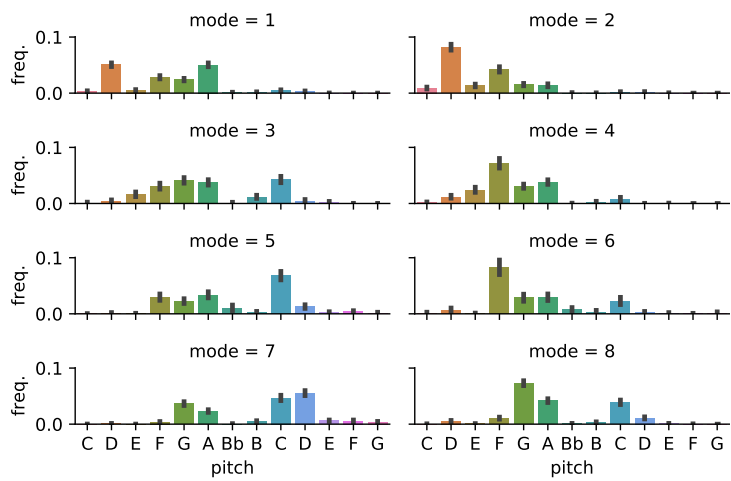 mode = 1
mode = 2
0.1
freq.
0.0
mode = 3
mode = 4
0.1
freq.
0.0
mode = 5
mode = 6
0.1
freq.
0.0
mode = 7
mode = 8
0.1
freq.
0.0
C D E F G A Bb B C D E F G
C D E F G A Bb B C D E F G
pitch
pitch